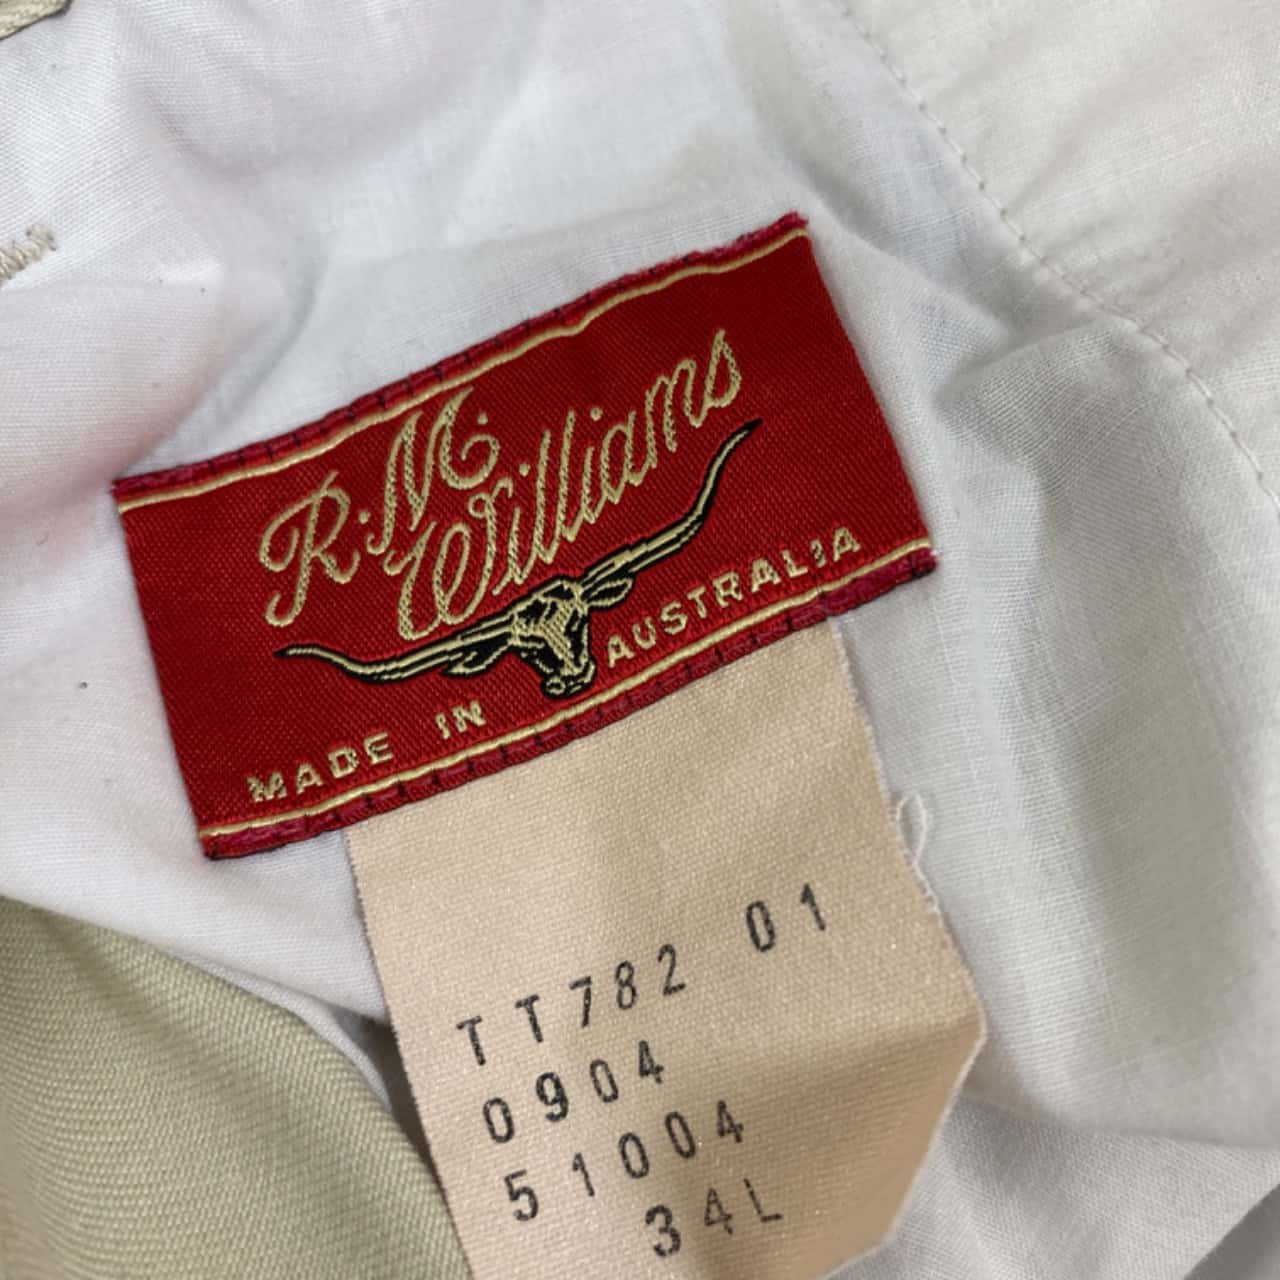 R.M.
Williams
MADE IN AUSTRALIA
TT782 01
0904
51004
34L